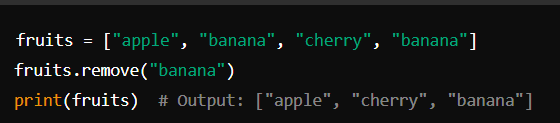 fruits = ["apple", "banana", "cherry", "banana"]
fruits.remove("banana")
print(fruits)  # Output: ["apple", "cherry", "banana"]